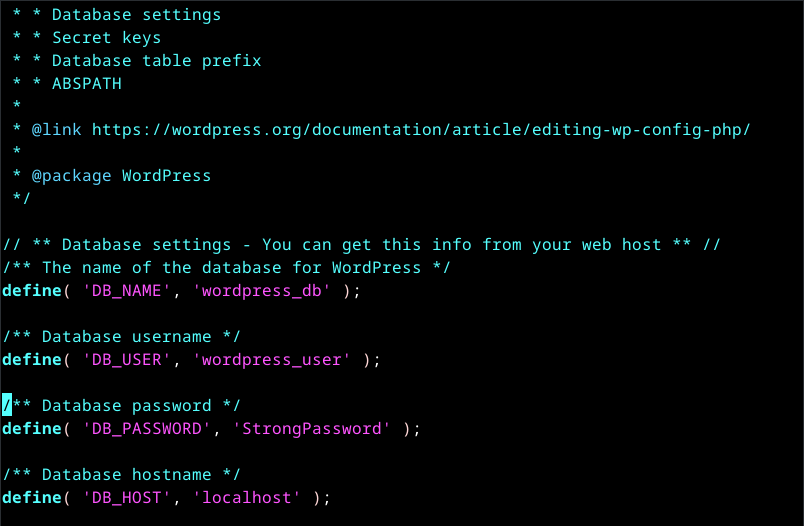 * * Database settings
 * * Secret keys
 * * Database table prefix
 * * ABSPATH
 *
 * @link https://wordpress.org/documentation/article/editing-wp-config-php/
 *
 * @package WordPress
 */

// ** Database settings - You can get this info from your web host ** //
/** The name of the database for WordPress */
define( 'DB_NAME', 'wordpress_db' );

/** Database username */
define( 'DB_USER', 'wordpress_user' );

/** Database password */
define( 'DB_PASSWORD', 'StrongPassword' );

/** Database hostname */
define( 'DB_HOST', 'localhost' );